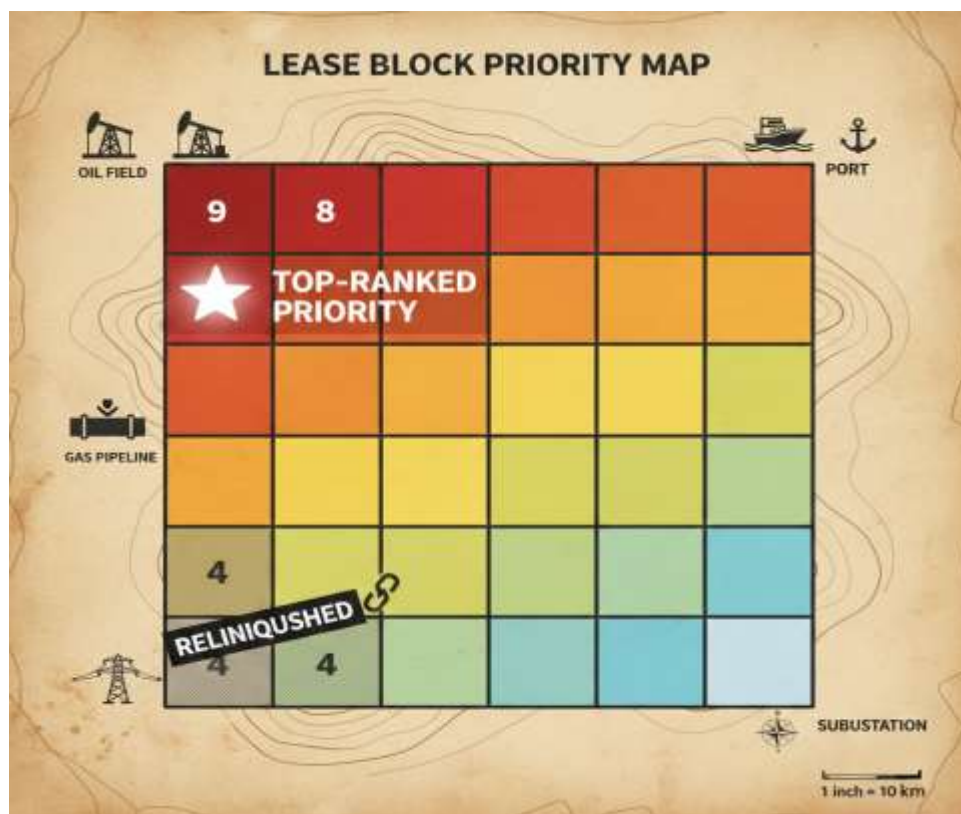 LEASE BLOCK PRIORITY MAP
OIL FIELD
PORT
9
8
TOP-RANKED
PRIORITY
GAS PIPELINE
4
RELINIQUSHED
4
4
SUBUSTATION
1 inch = 10 km